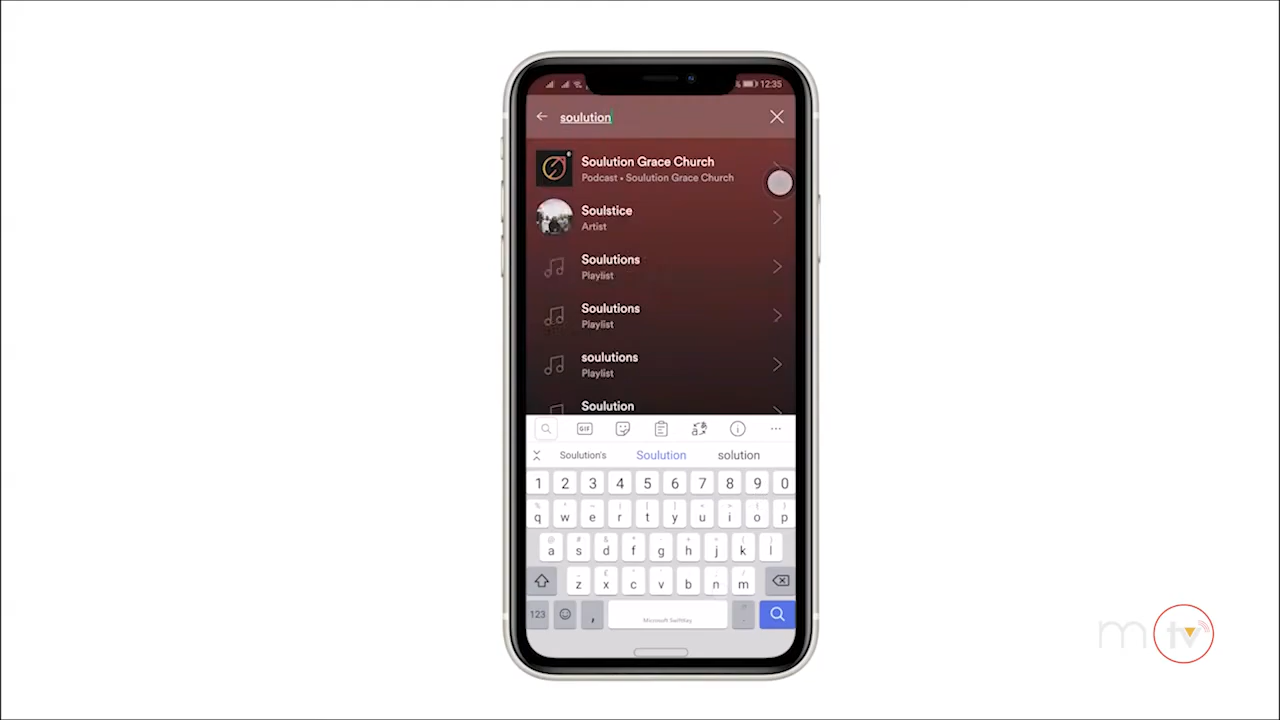 12:35
soulution
Soulution Grace Church
Podcast • Soulution Grace Church
Soulstice
Artist
Soulutions
Playlist
Soulutions
Playlist
soulutions
Playlist
Soulution
GIF
Soulution's Soulution solution
1 2 3 4 5 6 7 8 9 0
q w e r t y u i o p
a s d f g h j k l
z x c v b n m
123 ,
Microsoft SwiftKey
m tv